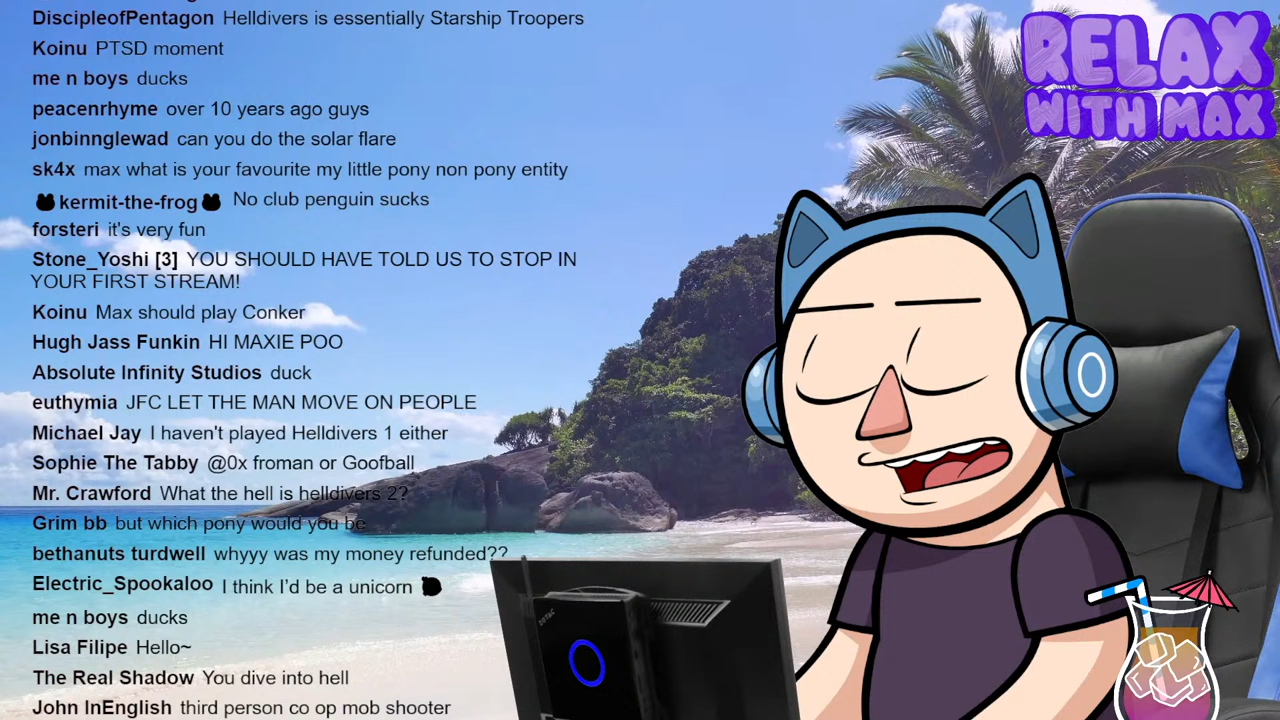 DiscipleofPentagon Helldivers is essentially Starship Troopers
Koinu PTSD moment
me n boys ducks
peacenrhyme over 10 years ago guys
jonbinnglewad can you do the solar flare
sk4x max what is your favourite my little pony non pony entity
kermit-the-frog No club penguin sucks
forsteri it's very fun
Stone_Yoshi [3] YOU SHOULD HAVE TOLD US TO STOP IN
YOUR FIRST STREAM!
Koinu Max should play Conker
Hugh Jass Funkin HI MAXIE POO
Absolute Infinity Studios duck
euthymia JFC LET THE MAN MOVE ON PEOPLE
Michael Jay I haven't played Helldivers 1 either
Sophie The Tabby @0x froman or Goofball
Mr. Crawford What the hell is helldivers 2?
Grim bb but which pony would you be
bethanuts turdwell whyyy was my money refunded??
Electric_Spookaloo I think I'd be a unicorn
me n boys ducks
Lisa Filipe Hello~
The Real Shadow You dive into hell
John InEnglish third person co op mob shooter
RELAX
WITH MAX
ZOTAC